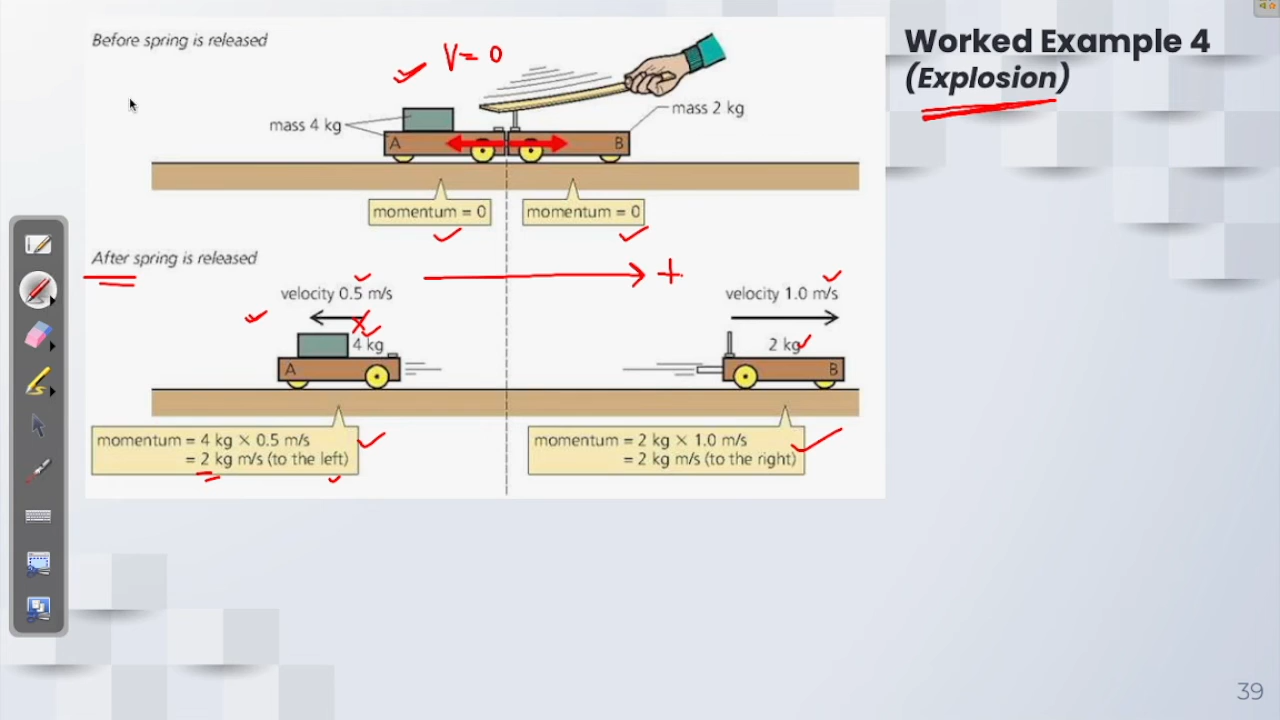 Worked Example 4
(Explosion)
Before spring is released
V = 0
mass 4 kg
mass 2 kg
A
B
momentum = 0
momentum = 0
After spring is released
+
velocity 0.5 m/s
velocity 1.0 m/s
4 kg
2 kg
A
B
momentum = 4 kg × 0.5 m/s
= 2 kg m/s (to the left)
momentum = 2 kg × 1.0 m/s
= 2 kg m/s (to the right)
39